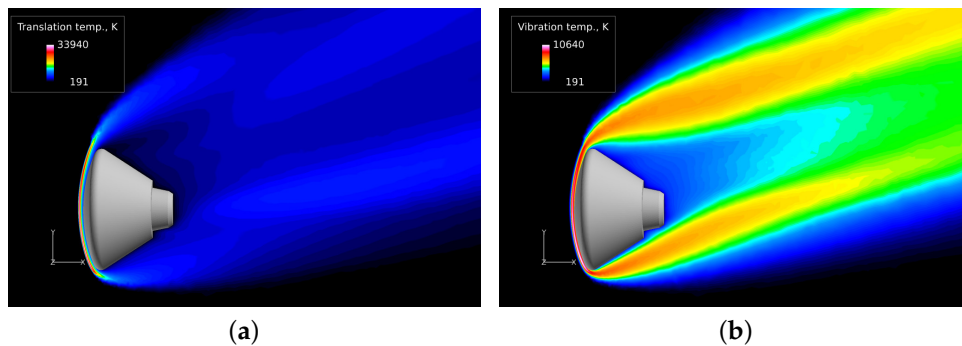 Translation temp., K
33940
191
Y
Z X
(a)
Vibration temp., K
10640
191
Y
Z X
(b)